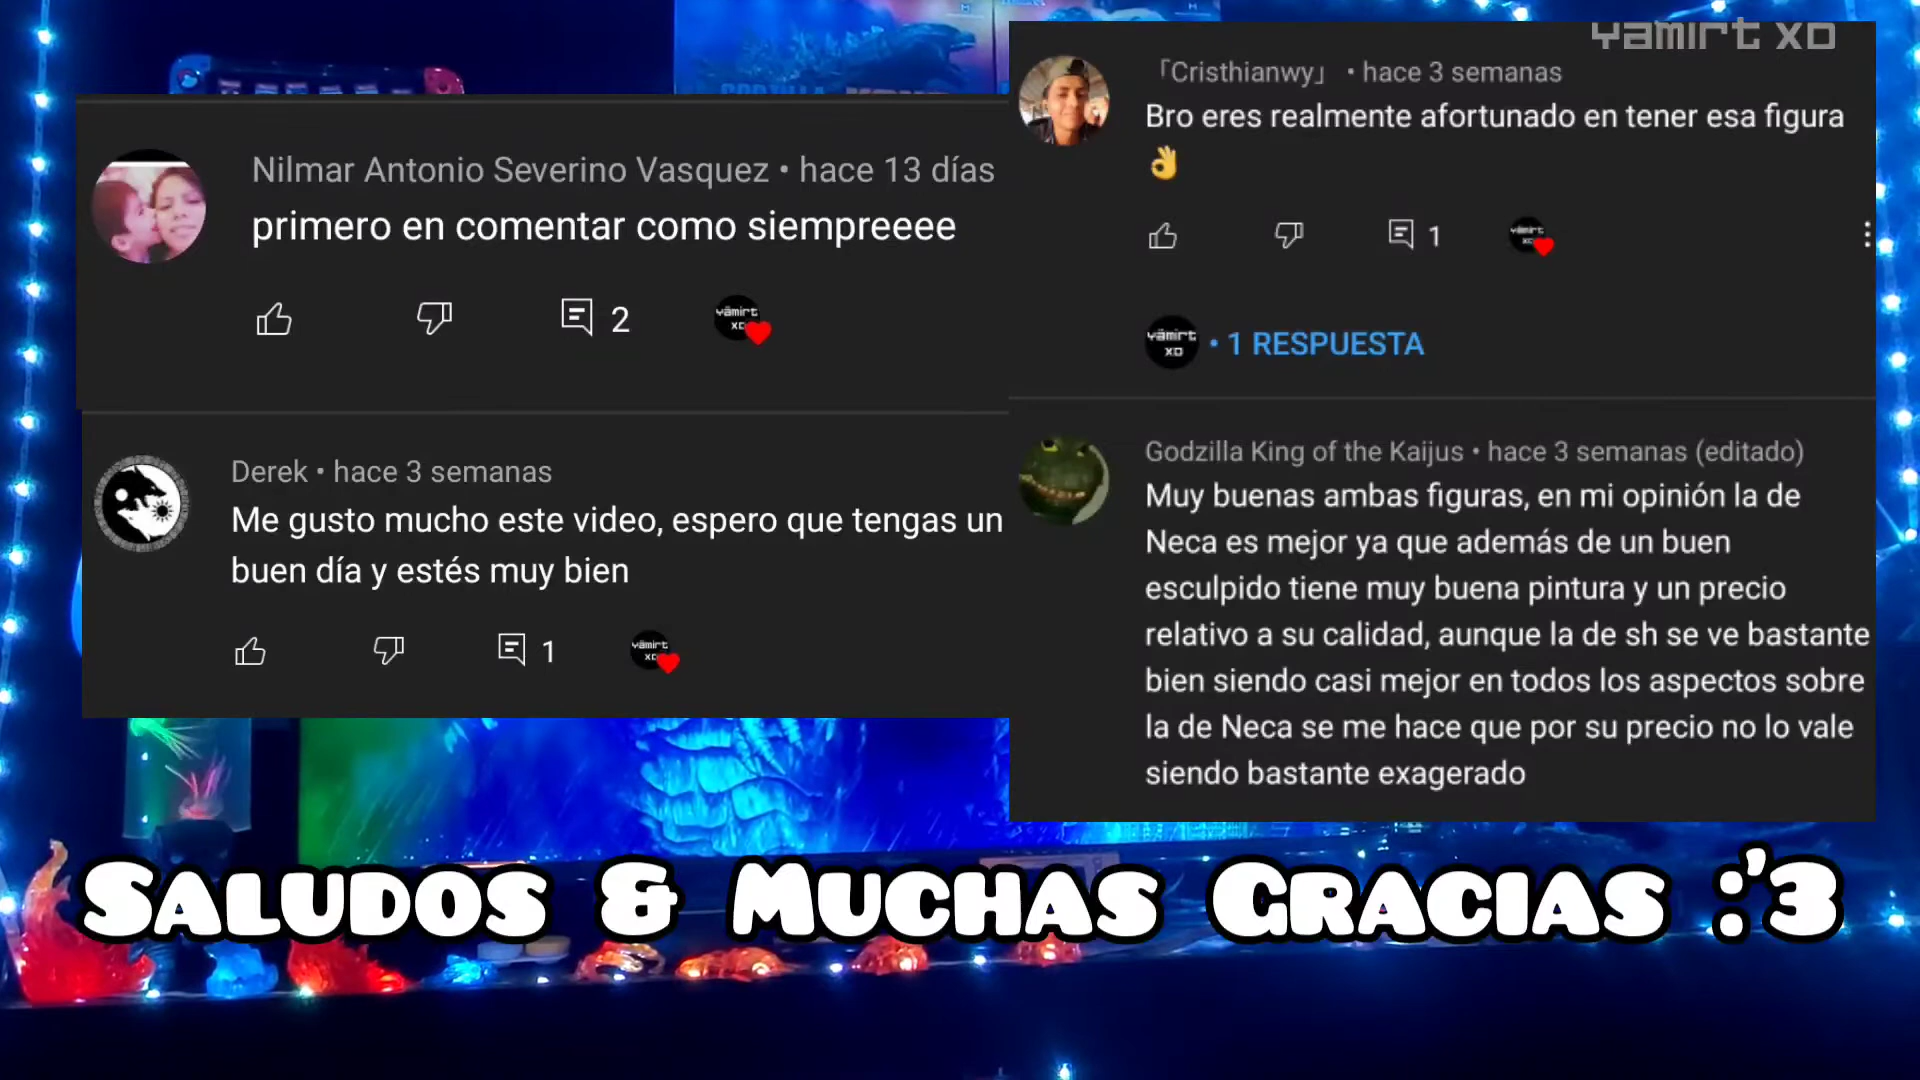 Yamirt XD
Nilmar Antonio Severino Vasquez • hace 13 días
primero en comentar como siempreeee
2
yâmirt
Derek • hace 3 semanas
Me gusto mucho este video, espero que tengas un
buen día y estés muy bien
1
yâmirt
「Cristhianwy」 • hace 3 semanas
Bro eres realmente afortunado en tener esa figura
👌
1
yâmirt
yâmirt
XD
• 1 RESPUESTA
Godzilla King of the Kaijus • hace 3 semanas (editado)
Muy buenas ambas figuras, en mi opinión la de
Neca es mejor ya que además de un buen
esculpido tiene muy buena pintura y un precio
relativo a su calidad, aunque la de sh se ve bastante
bien siendo casi mejor en todos los aspectos sobre
la de Neca se me hace que por su precio no lo vale
siendo bastante exagerado
Saludos & Muchas Gracias :'3